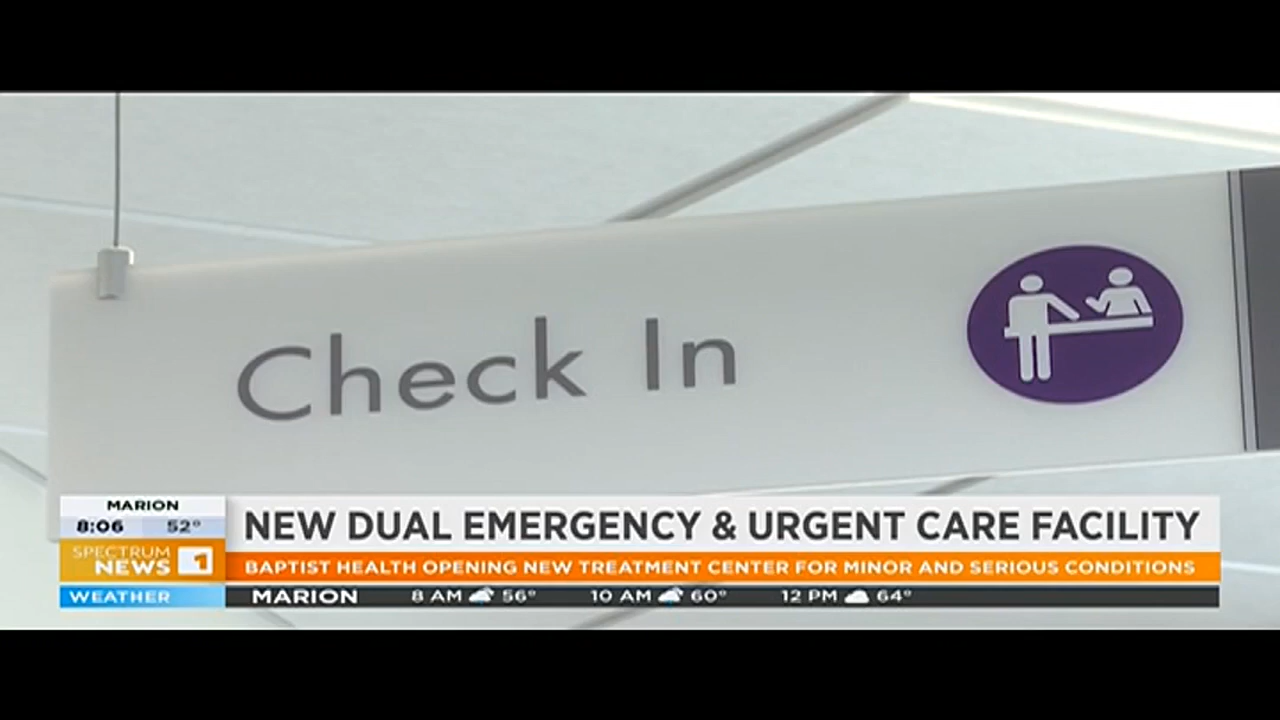 Check In
MARION
8:06 52°
SPECTRUM
NEWS 1
WEATHER
NEW DUAL EMERGENCY & URGENT CARE FACILITY
BAPTIST HEALTH OPENING NEW TREATMENT CENTER FOR MINOR AND SERIOUS CONDITIONS
MARION 8 AM 56° 10 AM 60° 12 PM 64°